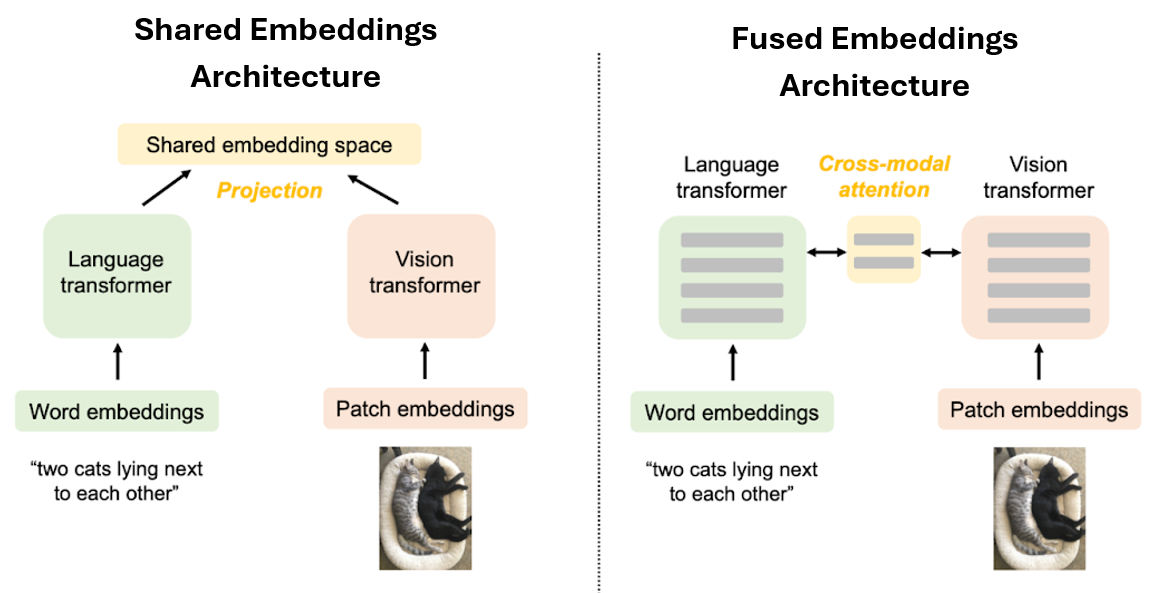 Shared Embeddings
Architecture
Shared embedding space
Projection
Language
transformer
Vision
transformer
Word embeddings
Patch embeddings
“two cats lying next
to each other”
Fused Embeddings
Architecture
Language
transformer
Cross-modal
attention
Vision
transformer
Word embeddings
Patch embeddings
“two cats lying next
to each other”